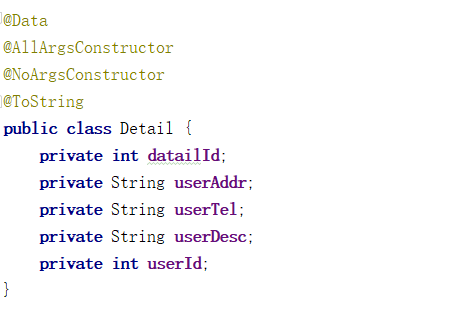 @Data
@AllArgsConstructor
@NoArgsConstructor
@ToString
public class Detail {
    private int datailId;
    private String userAddr;
    private String userTel;
    private String userDesc;
    private int userId;
}